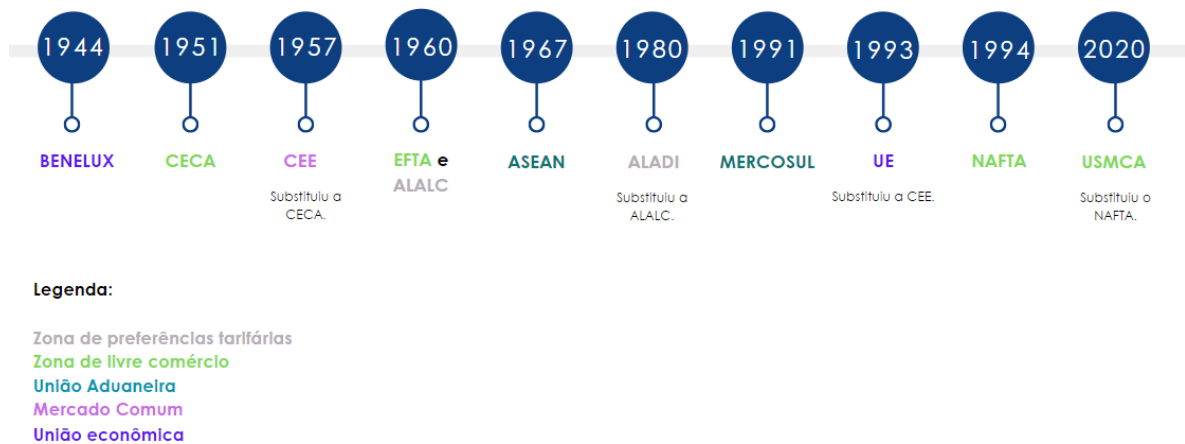 1944 1951 1957 1960 1967 1980 1991 1993 1994 2020
BENELUX CECA CEE EFTA e ASEAN ALADI MERCOSUL UE NAFTA USMCA
ALALC
Substituiu a Substituiu a Substituiu a CEE. Substituiu o
CECA. ALALC. NAFTA.
Legenda:
Zona de preferências tarifárias
Zona de livre comércio
União Aduaneira
Mercado Comum
União econômica